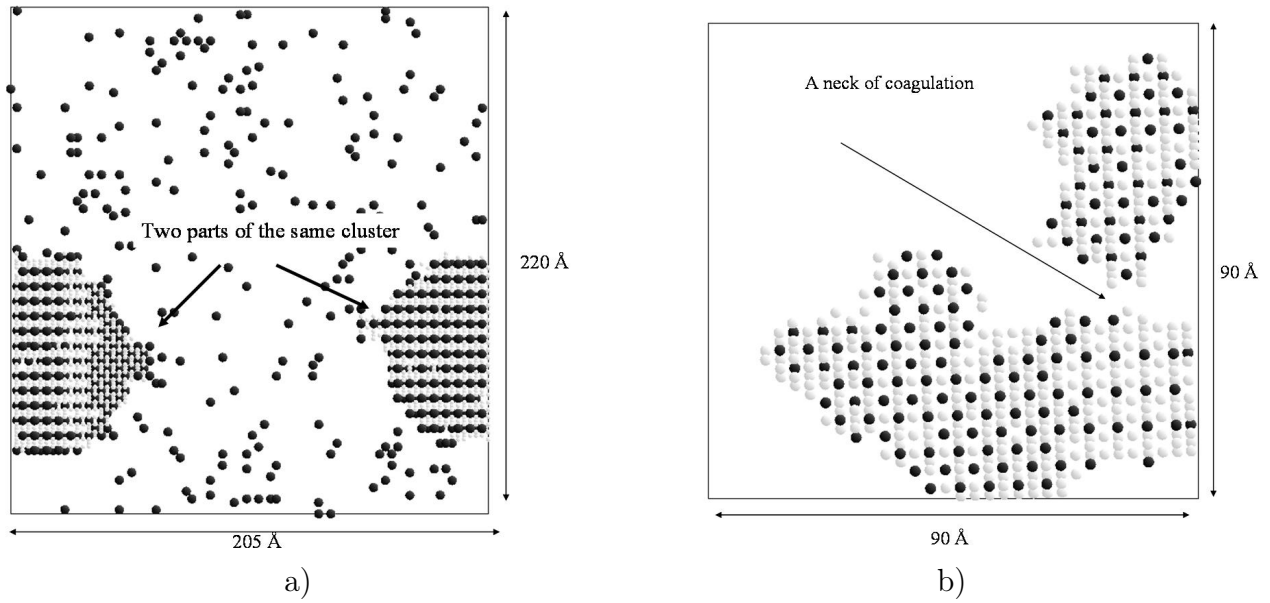 A neck of coagulation
Two parts of the same cluster
220 Å
90 Å
205 Å
90 Å
a)
b)